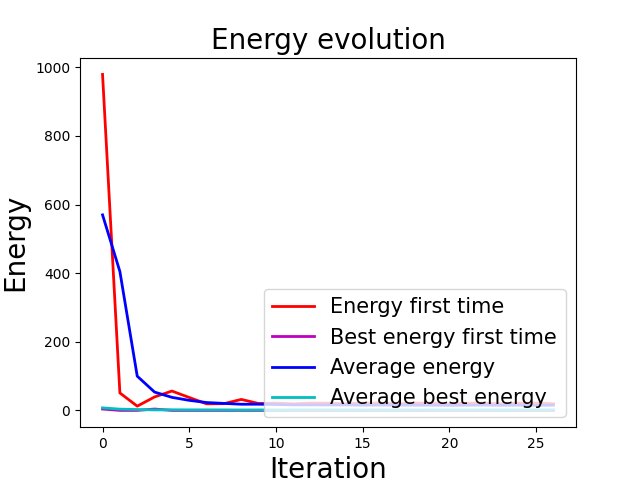 Energy evolution
1000
800
600
400
200
0
Energy
Energy first time
Best energy first time
Average energy
Average best energy
0 5 10 15 20 25
Iteration